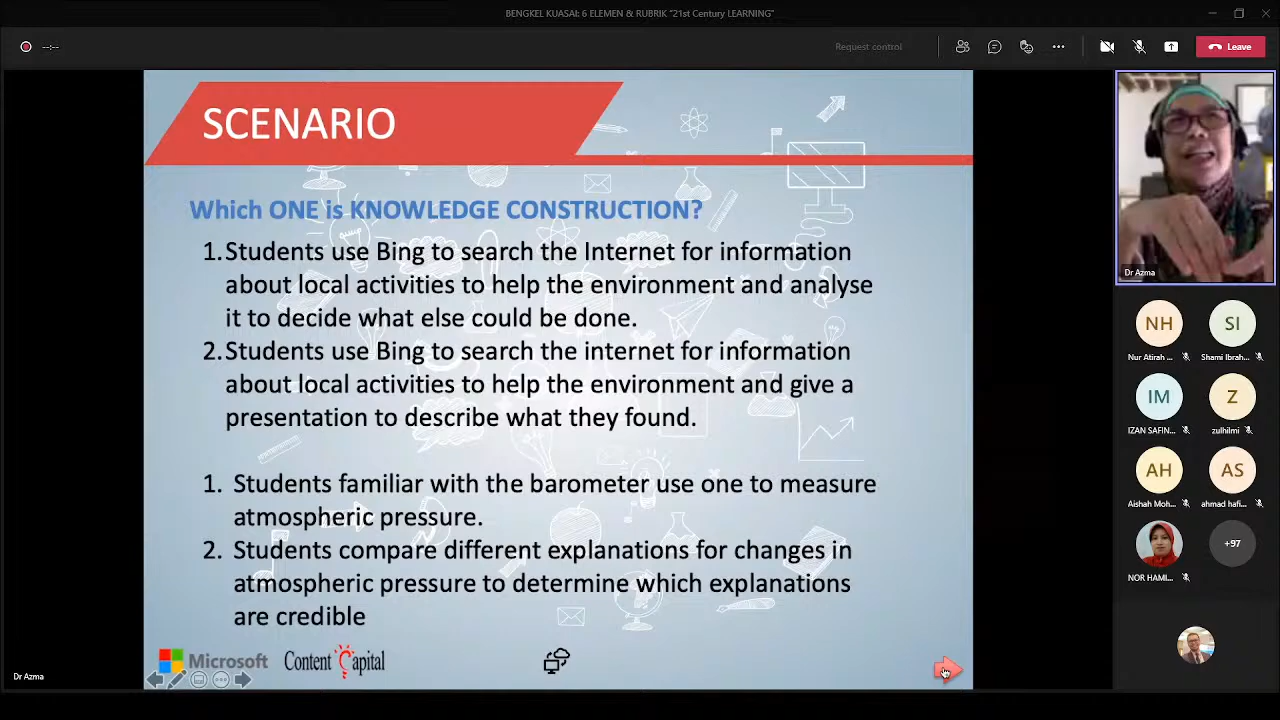 BENGKEL KUASAI: 6 ELEMEN & RUBRIK "21st Century LEARNING"
--:--
Request control
Leave
SCENARIO
Which ONE is KNOWLEDGE CONSTRUCTION?
1. Students use Bing to search the Internet for information
about local activities to help the environment and analyse
it to decide what else could be done.
2. Students use Bing to search the internet for information
about local activities to help the environment and give a
presentation to describe what they found.
1. Students familiar with the barometer use one to measure
atmospheric pressure.
2. Students compare different explanations for changes in
atmospheric pressure to determine which explanations
are credible
Microsoft
Content Capital
Dr Azma
Dr Azma
NH
SI
Nur Atirah ...
Shami Ibrah...
IM
Z
IZAN SAFIN...
zulhilmi
AH
AS
Aishah Moh...
ahmad hafi...
+97
NOR HAMI...